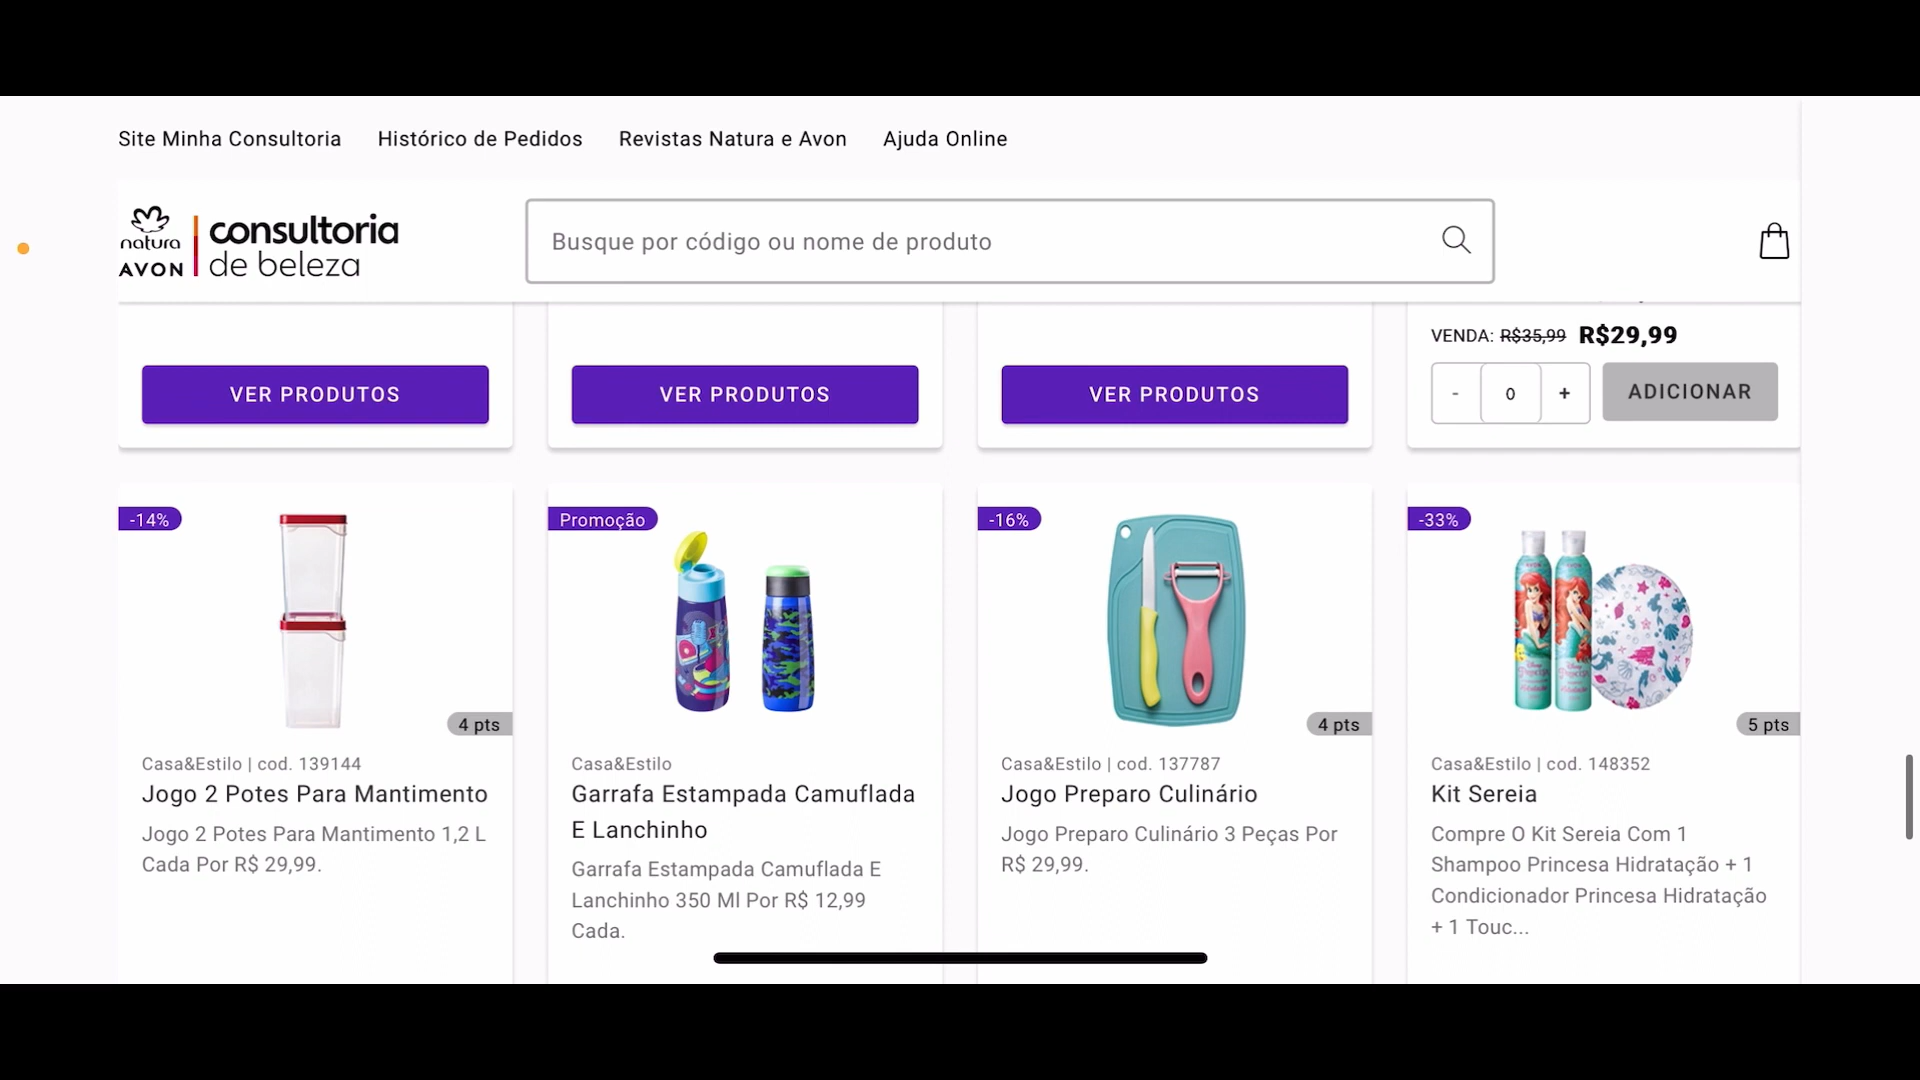 Site Minha Consultoria Histórico de Pedidos Revistas Natura e Avon Ajuda Online
natura
AVON
consultoria
de beleza
Busque por código ou nome de produto
VENDA: R$35,99 R$29,99
VER PRODUTOS VER PRODUTOS VER PRODUTOS - 0 + ADICIONAR
-14%
4 pts
Casa&Estilo | cod. 139144
Jogo 2 Potes Para Mantimento
Jogo 2 Potes Para Mantimento 1,2 L
Cada Por R$ 29,99.
Promoção
Casa&Estilo
Garrafa Estampada Camuflada
E Lanchinho
Garrafa Estampada Camuflada E
Lanchinho 350 Ml Por R$ 12,99
Cada.
-16%
4 pts
Casa&Estilo | cod. 137787
Jogo Preparo Culinário
Jogo Preparo Culinário 3 Peças Por
R$ 29,99.
-33%
5 pts
Casa&Estilo | cod. 148352
Kit Sereia
Compre O Kit Sereia Com 1
Shampoo Princesa Hidratação + 1
Condicionador Princesa Hidratação
+ 1 Touc...